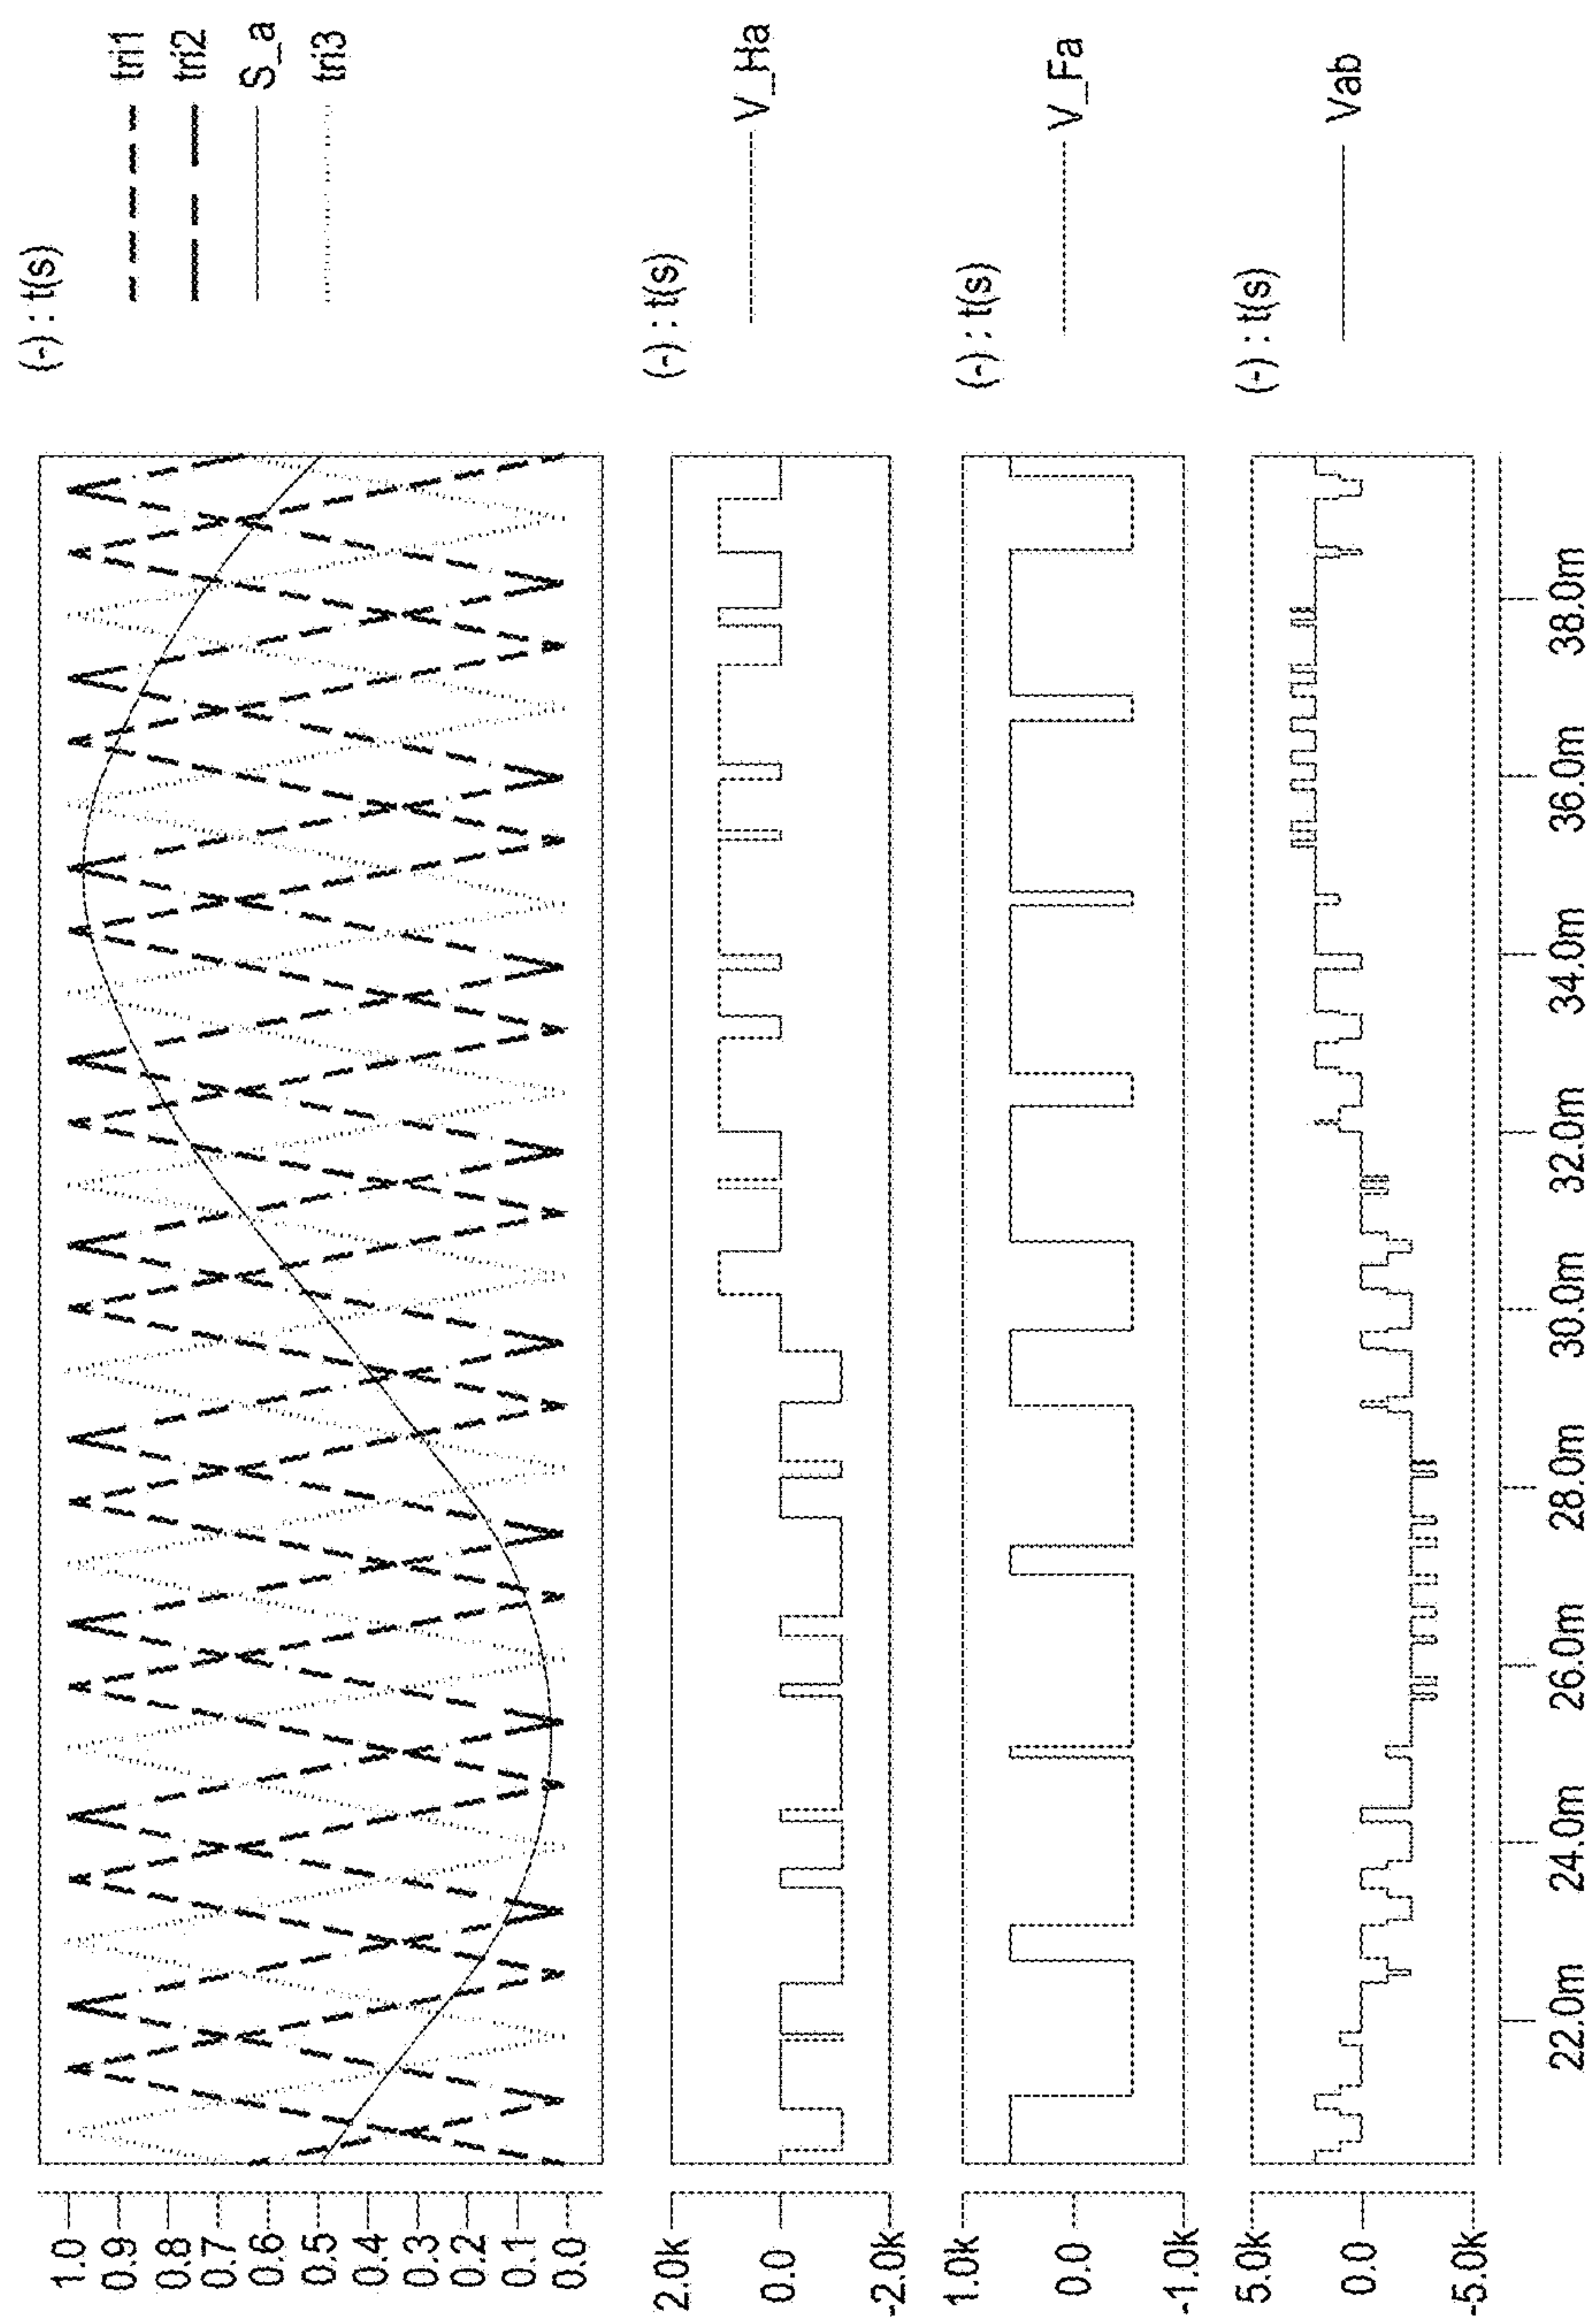 (-) : t(s)
tri1
tri2
S_a
tri3
1.0
0.9
0.8
0.7
0.6
0.5
0.4
0.3
0.2
0.1
0.0
(-) : t(s)
V_Ha
2.0k
0.0
-2.0k
(-) : t(s)
V_Fa
1.0k
0.0
-1.0k
(-) : t(s)
Vab
5.0k
0.0
-5.0k
22.0m 24.0m 26.0m 28.0m 30.0m 32.0m 34.0m 36.0m 38.0m